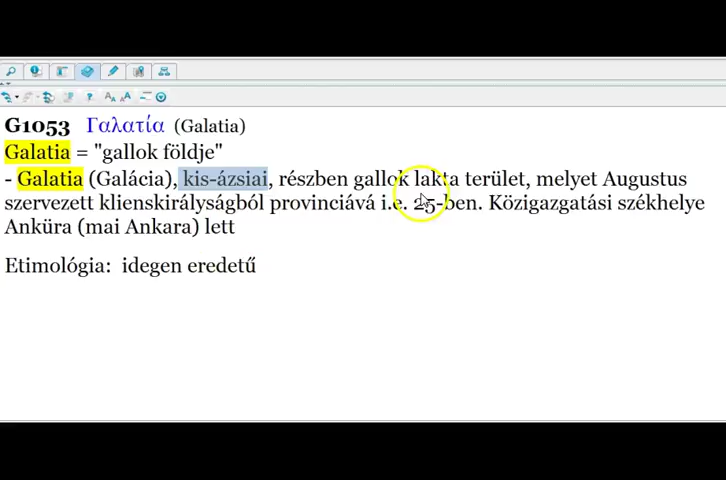 G1053 Γαλατία (Galatia)
Galatia = "gallok földje"
- Galatia (Galácia), kis-ázsiai, részben gallok lakta terület, melyet Augustus
szervezett klienskirályságból provinciává i.e. 25-ben. Közigazgatási székhelye
Anküra (mai Ankara) lett
Etimológia: idegen eredetű